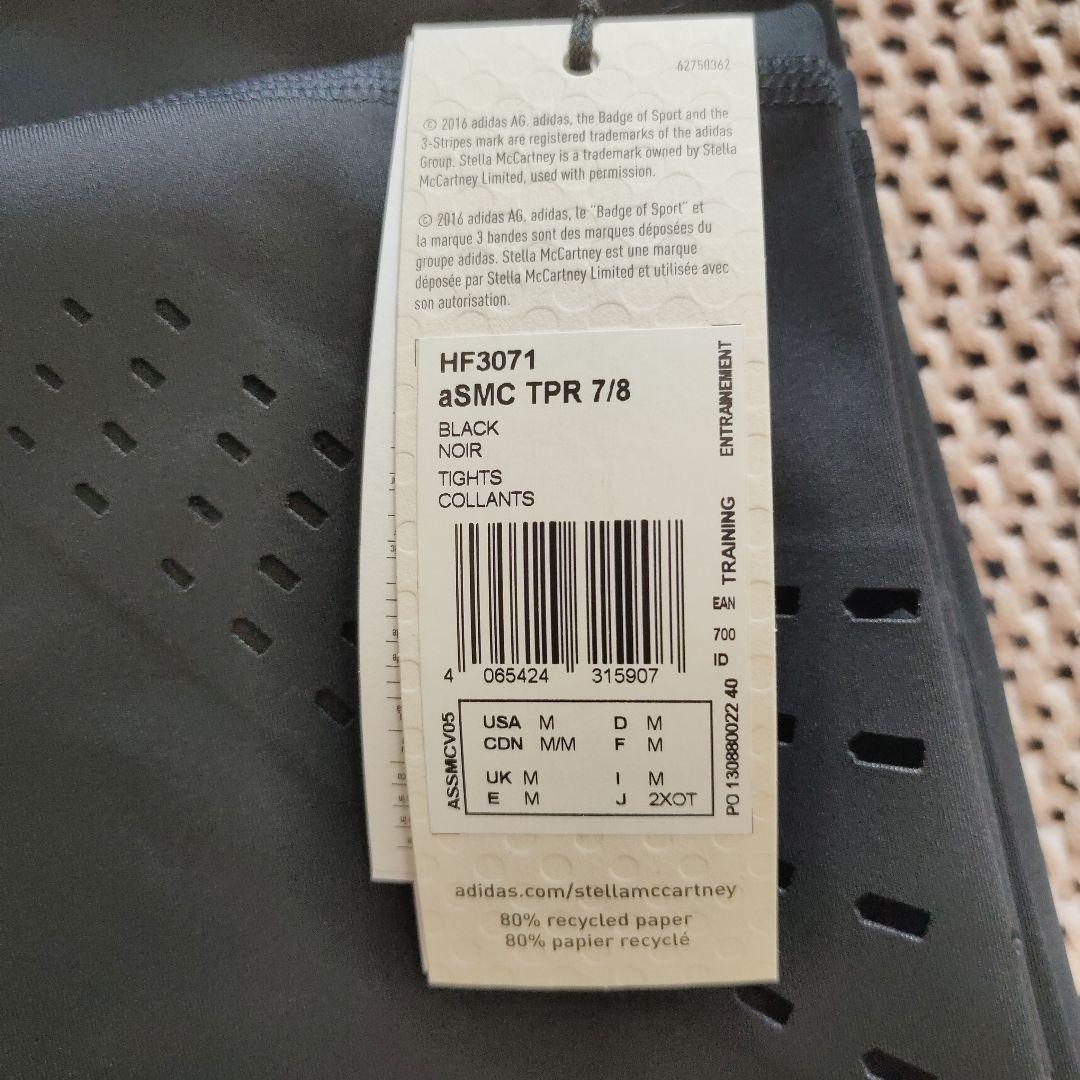 62750362
© 2016 adidas AG. adidas, the Badge of Sport and the
3-Stripes mark are registered trademarks of the adidas
Group. Stella McCartney is a trademark owned by Stella
McCartney Limited, used with permission.
© 2016 adidas AG. adidas, le "Badge of Sport" et
la marque 3 bandes sont des marques déposées du
groupe adidas. Stella McCartney est une marque
déposée par Stella McCartney Limited et utilisée avec
son autorisation.
HF3071
aSMC TPR 7/8
BLACK
NOIR
TIGHTS
COLLANTS
TRAINING ENTRAINEMENT
EAN
700
ID
4 065424 315907
ASSMCV05
USA M D M
CDN M/M F M
UK M I M
E M J 2XOT
PO 130880022 40
adidas.com/stellamccartney
80% recycled paper
80% papier recyclé